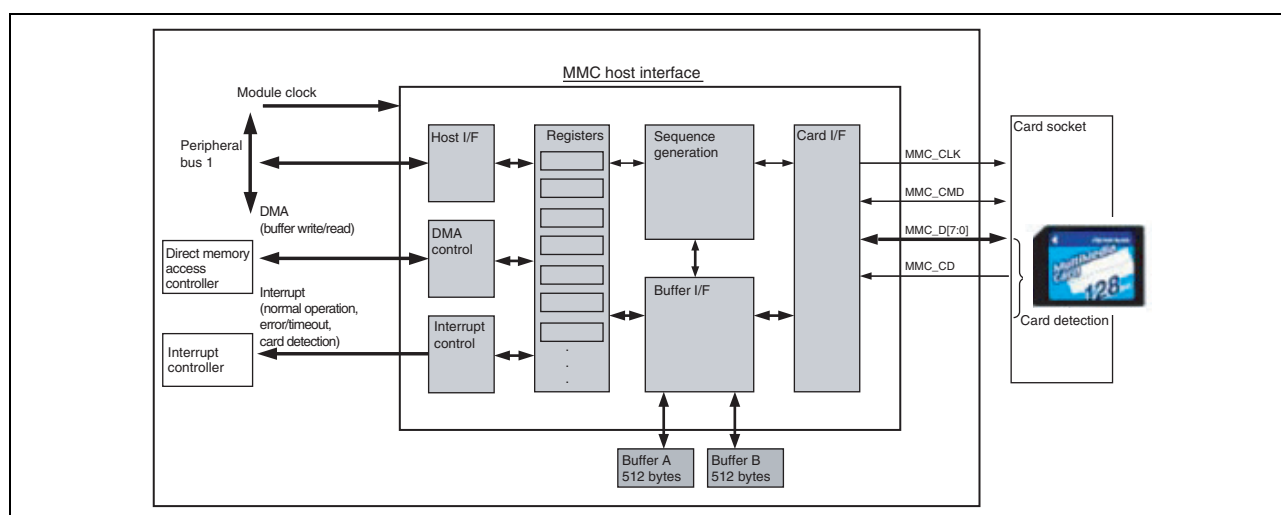 MMC host interface
Module clock
Peripheral
bus 1
Host I/F
Registers
Sequence
generation
Card I/F
Card socket
MMC_CLK
MMC_CMD
MMC_D[7:0]
MMC_CD
DMA
(buffer write/read)
DMA
control
Direct memory
access
controller
Interrupt
(normal operation,
error/timeout,
card detection)
Buffer I/F
Interrupt
control
Interrupt
controller
MultiMedia
Card
128
Card detection
Buffer A
512 bytes
Buffer B
512 bytes